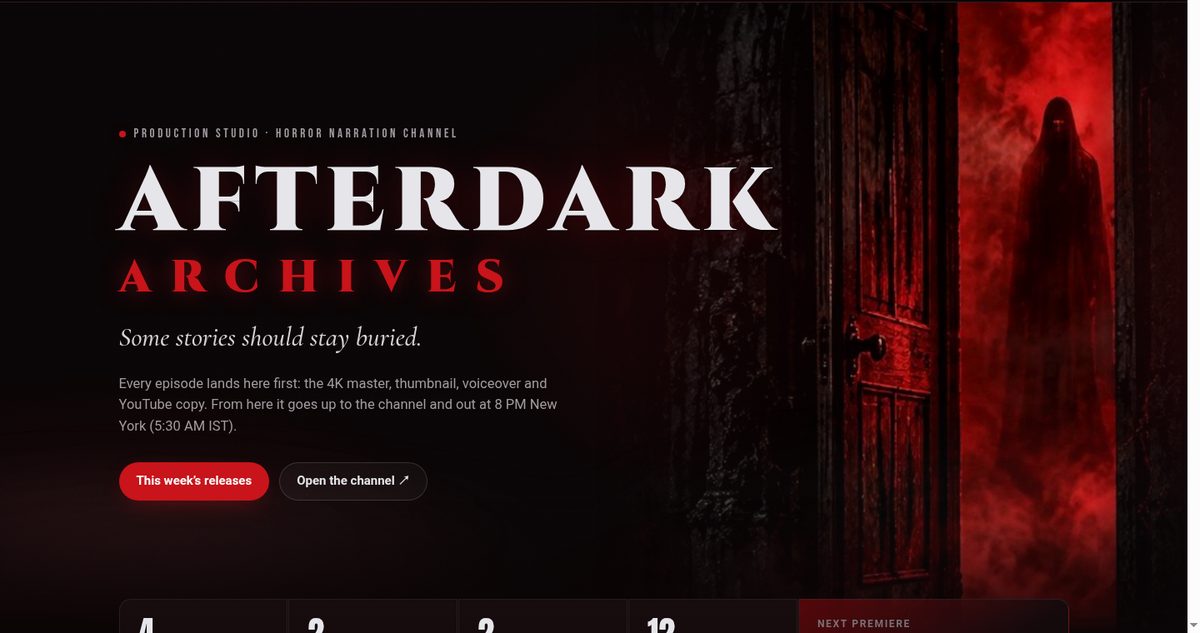 PRODUCTION STUDIO · HORROR NARRATION CHANNEL
AFTERDARK
ARCHIVES
Some stories should stay buried.
Every episode lands here first: the 4K master, thumbnail, voiceover and
YouTube copy. From here it goes up to the channel and out at 8 PM New
York (5:30 AM IST).
This week's releases
Open the channel ↗
NEXT PREMIERE